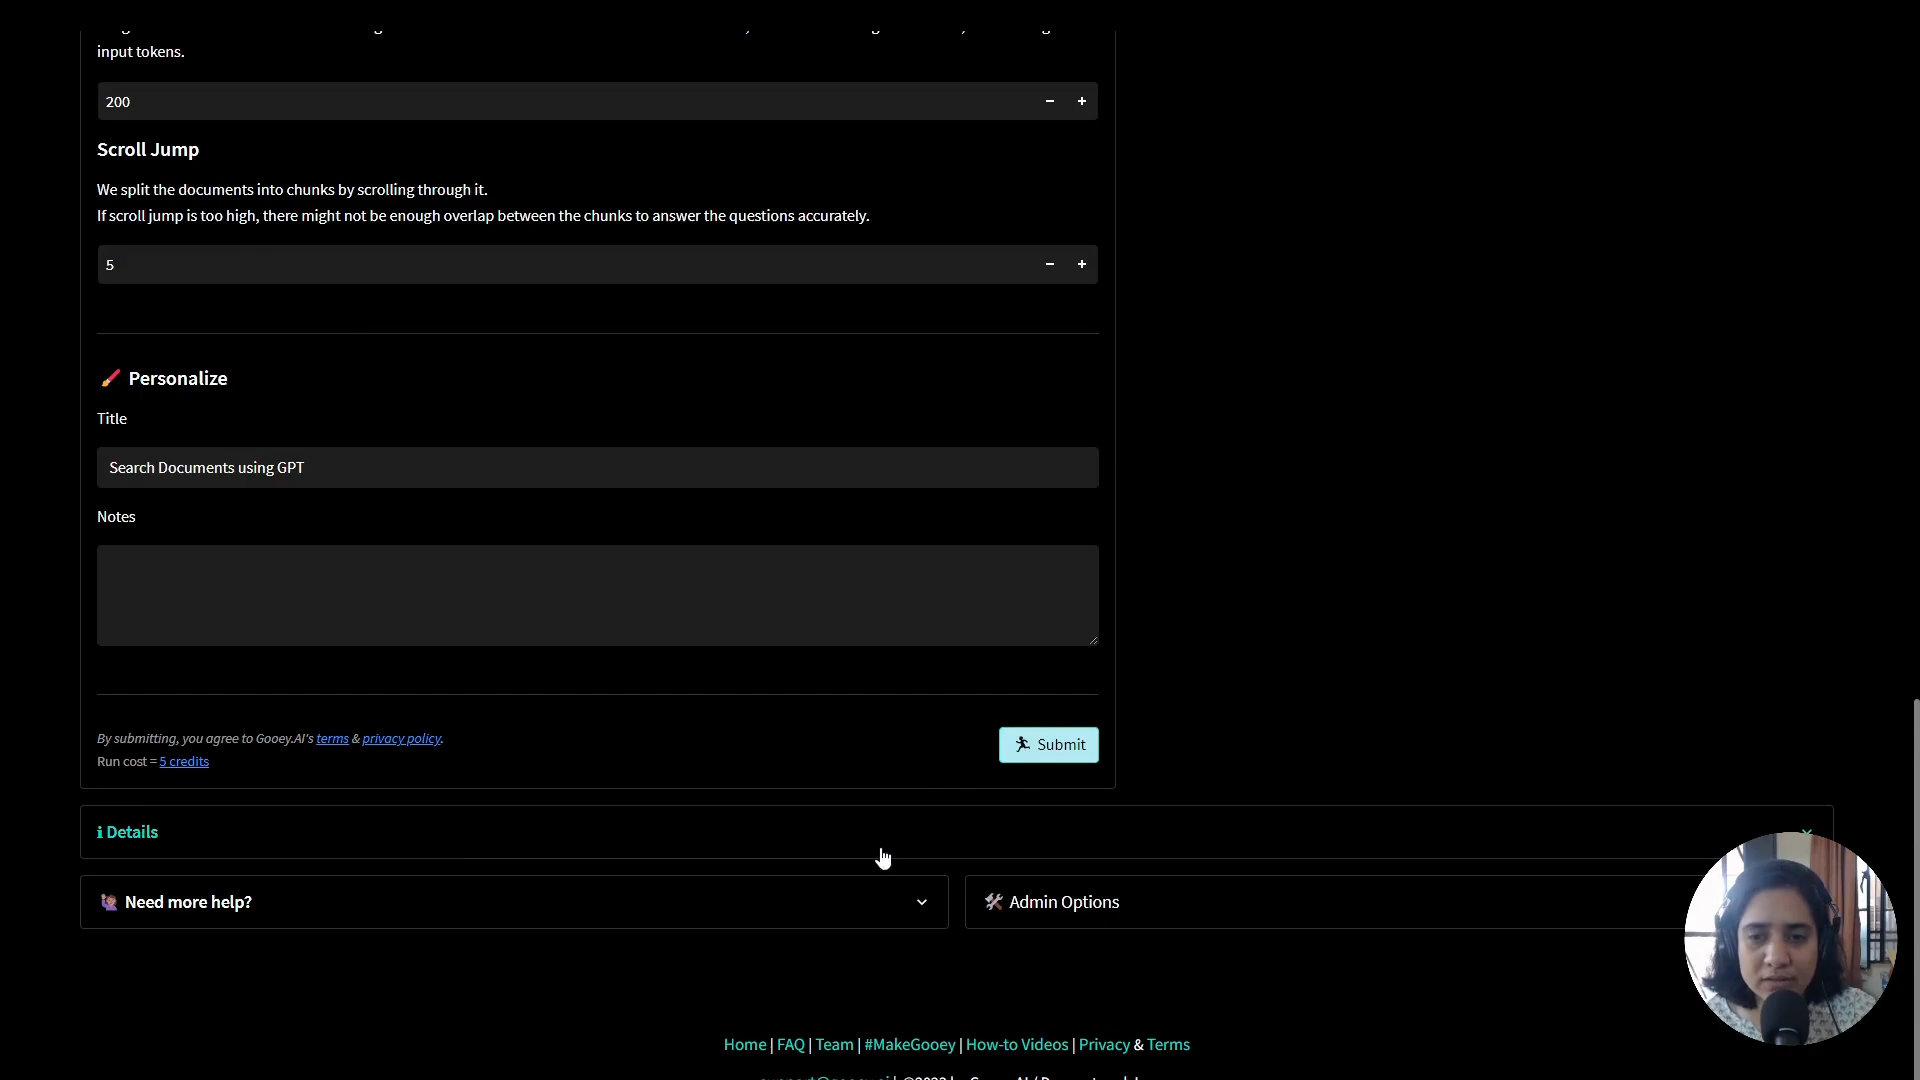 input tokens.
200
Scroll Jump
We split the documents into chunks by scrolling through it.
If scroll jump is too high, there might not be enough overlap between the chunks to answer the questions accurately.
5
Personalize
Title
Search Documents using GPT
Notes
By submitting, you agree to Gooey.AI's terms & privacy policy.
Submit
Run cost = 5 credits
Details
Need more help?
Admin Options
Home | FAQ | Team | #MakeGooey | How-to Videos | Privacy & Terms